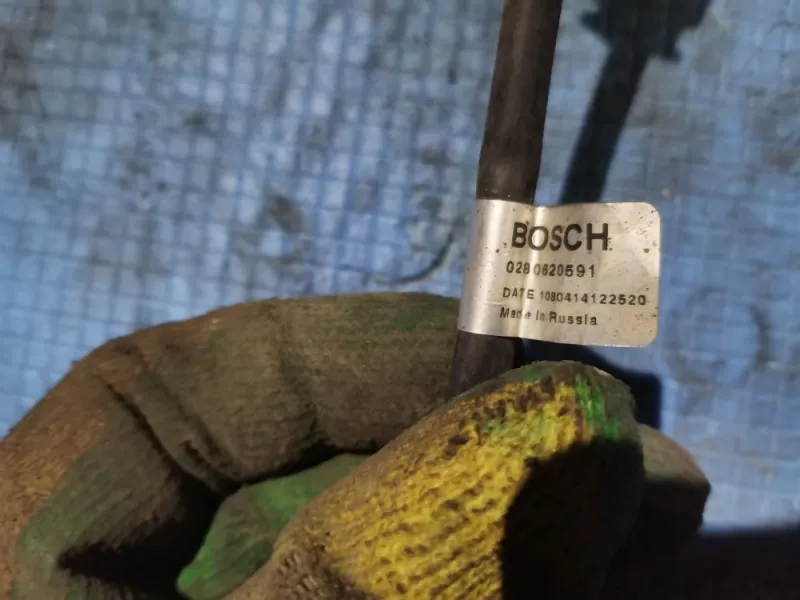 BOSCH
0280620591
DATE 1080414122520
Made in Russia